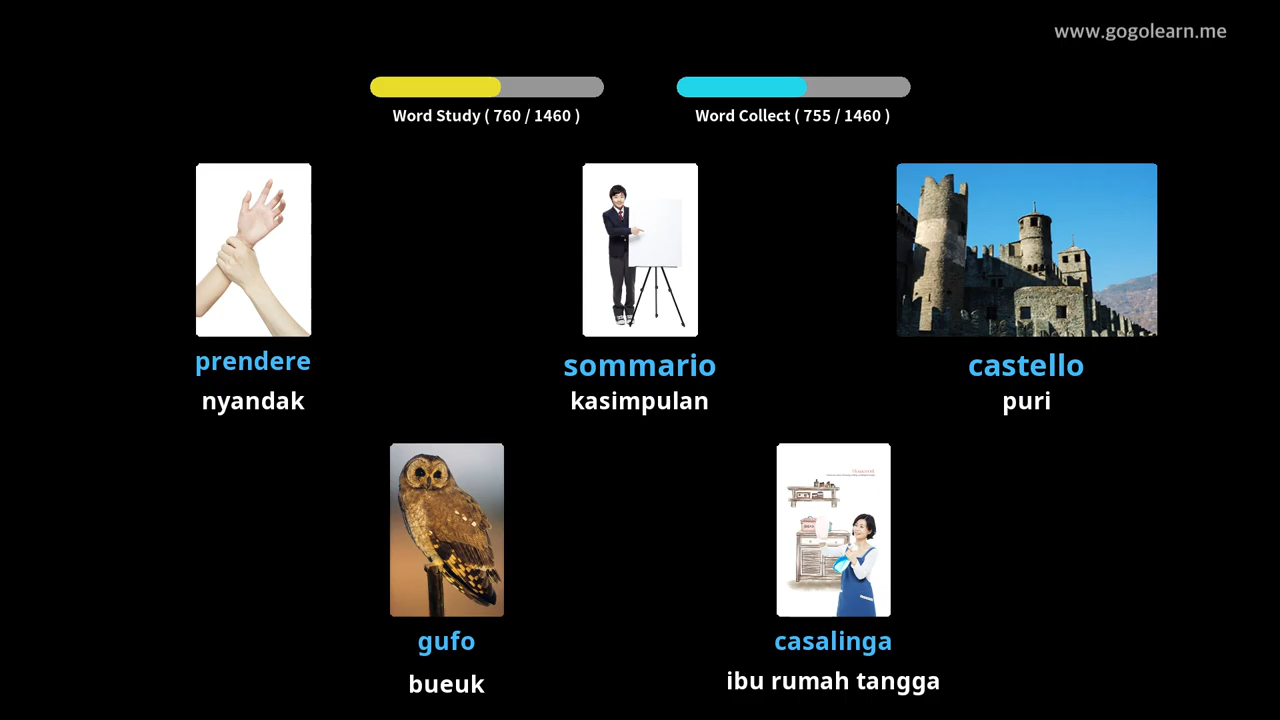 www.gogolearn.me
Word Study ( 760 / 1460 )
Word Collect ( 755 / 1460 )
prendere
nyandak
sommario
kasimpulan
castello
puri
gufo
bueuk
casalinga
ibu rumah tangga